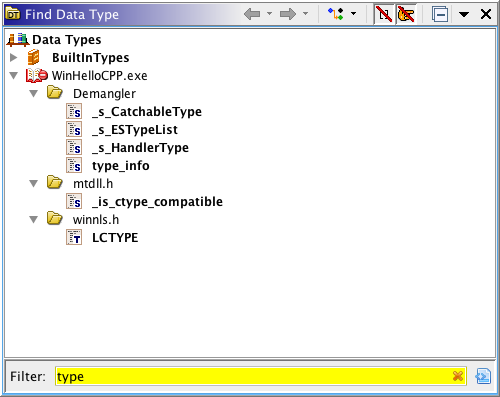 Find Data Type
Data Types
BuiltInTypes
WinHelloCPP.exe
Demangler
_s_CatchableType
_s_ESTypeList
_s_HandlerType
type_info
mtdll.h
_is_ctype_compatible
winnls.h
LCTYPE
Filter: type